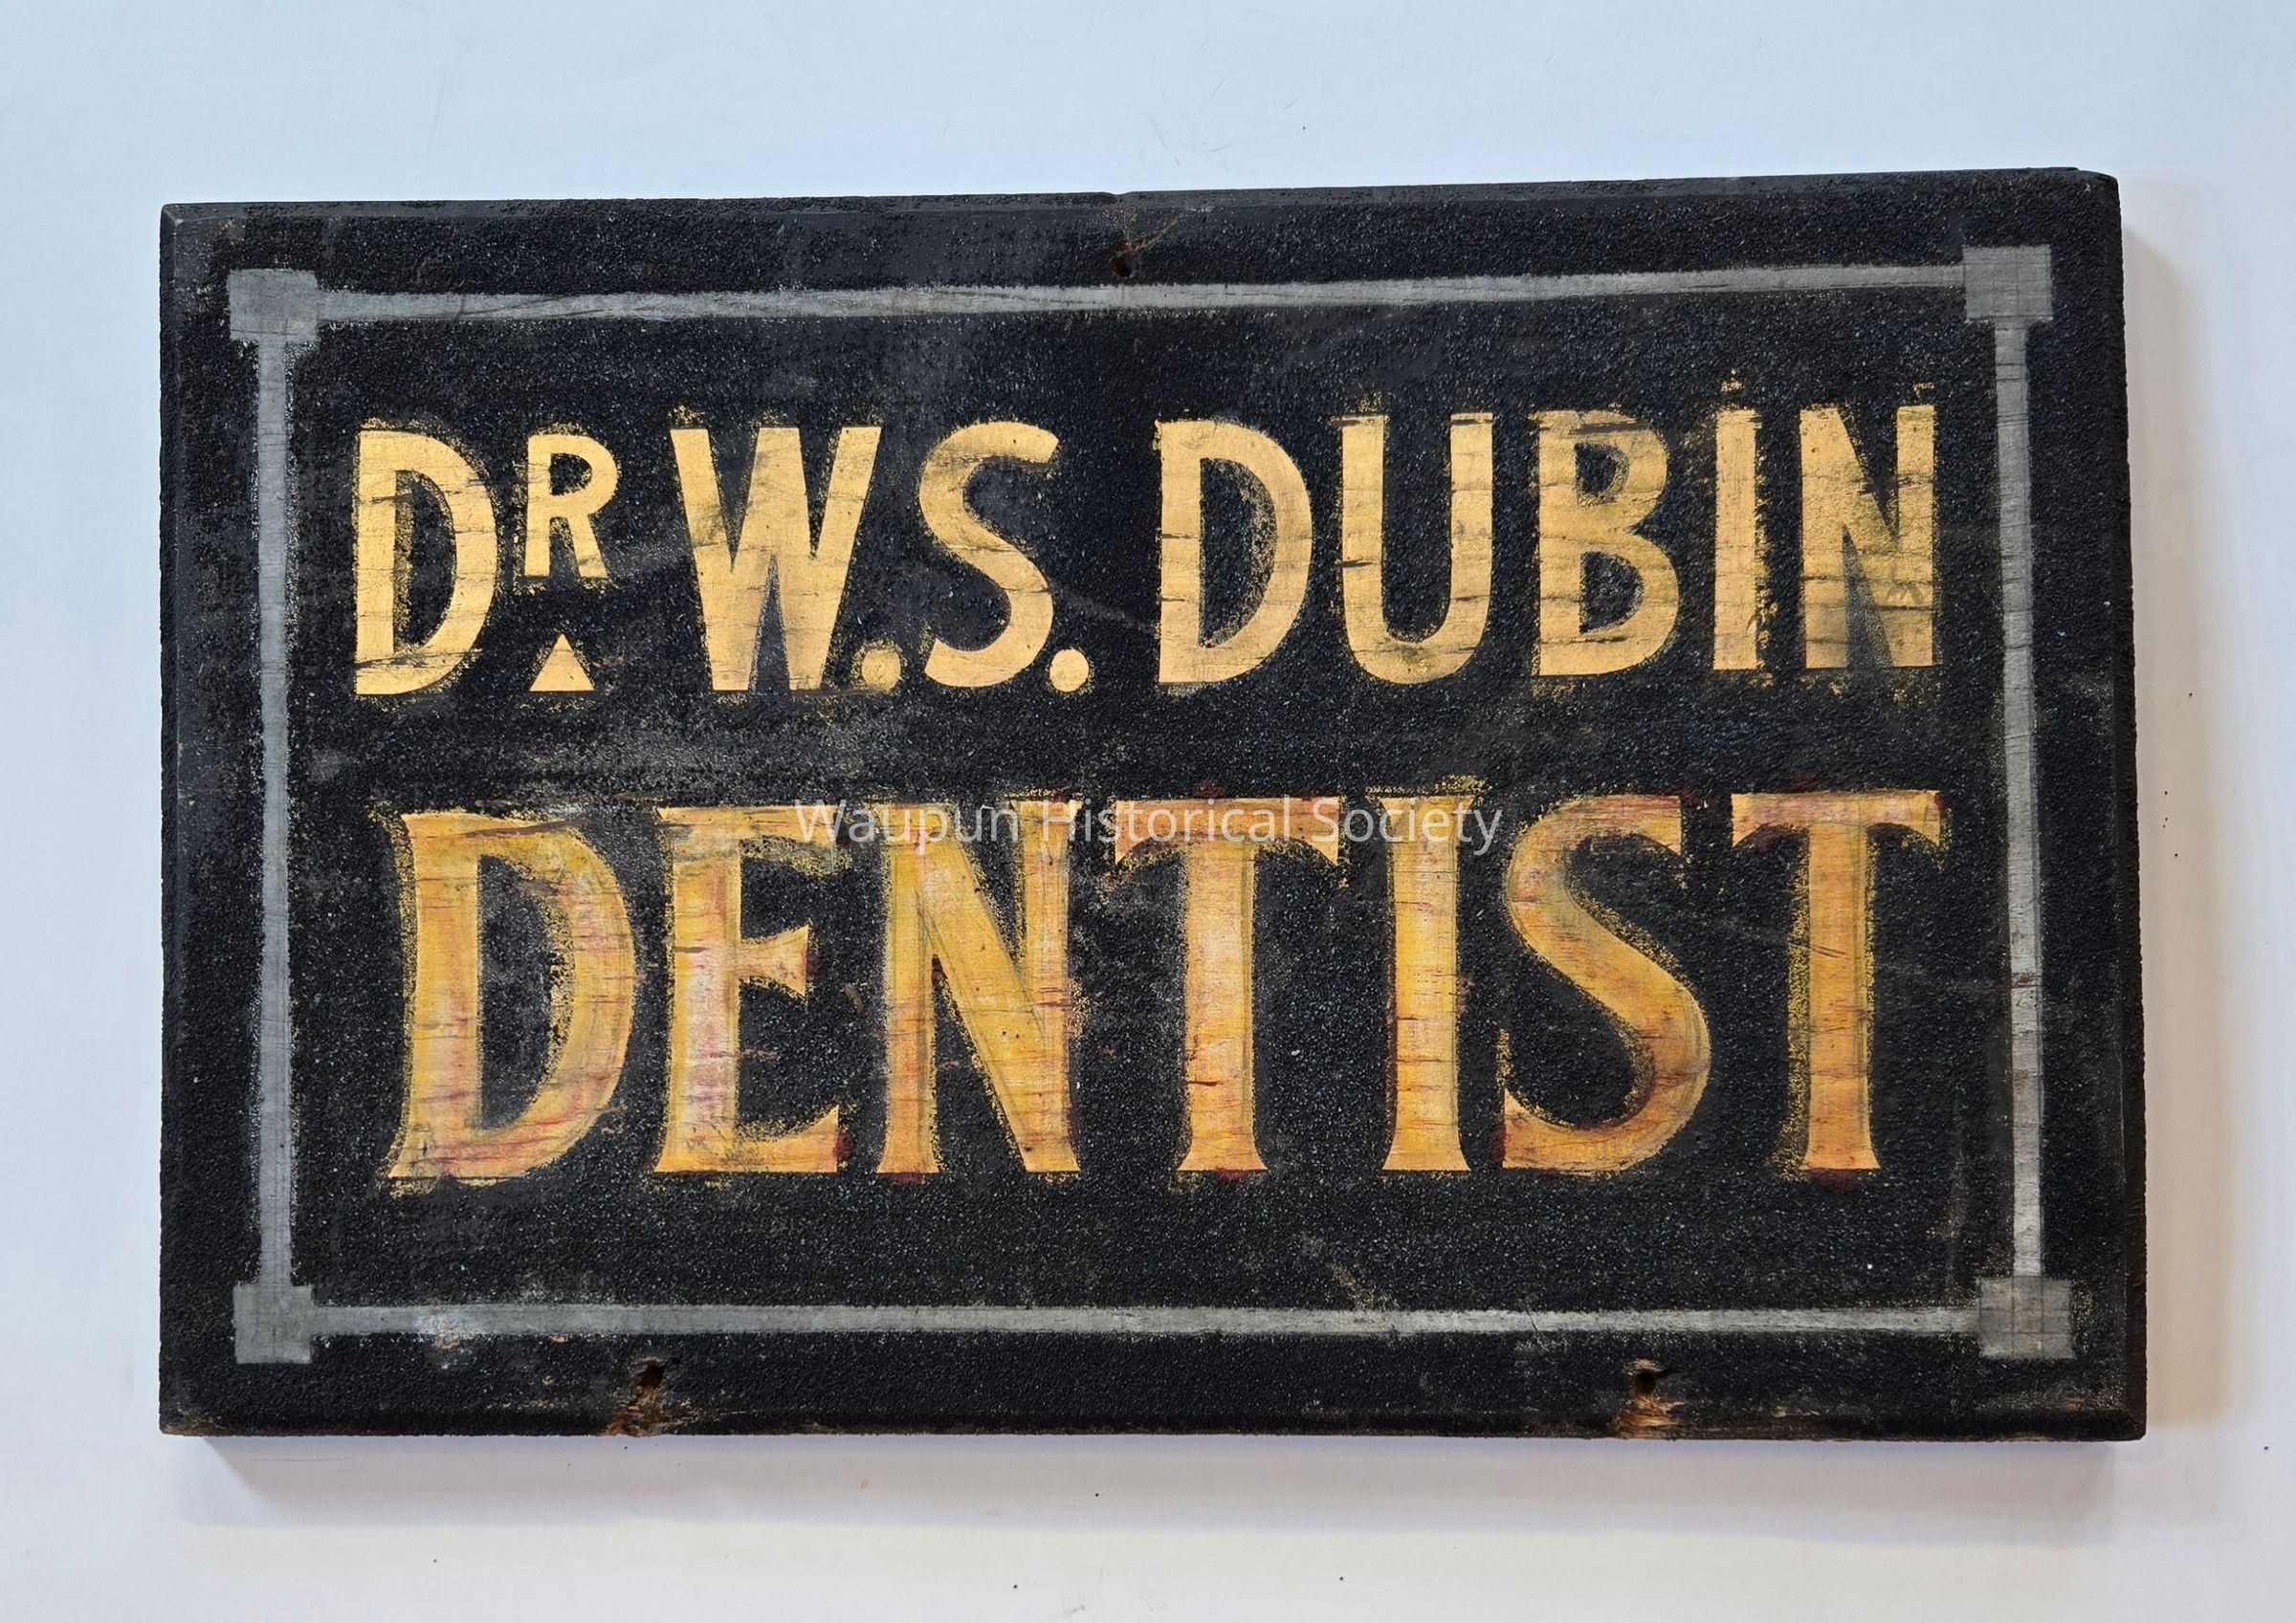 DR W.S. DUBIN
DENTIST
Waupun Historical Society